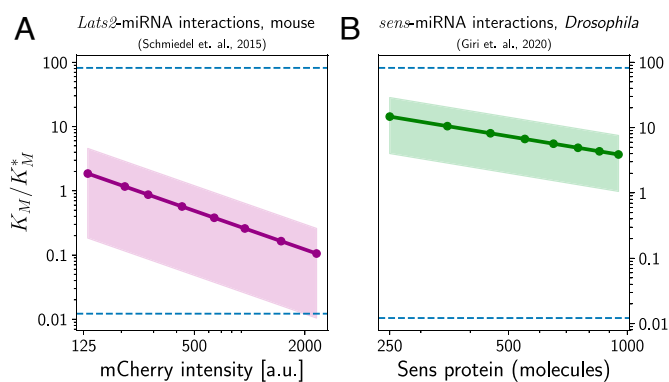 A
Lats2-miRNA interactions, mouse
(Schmiedel et. al., 2015)
B
sens-miRNA interactions, Drosophila
(Giri et. al., 2020)
100
10
1
0.1
0.01
K_M/K_M^*
125
500
2000
mCherry intensity [a.u.]
100
10
1
0.1
0.01
250
500
1000
Sens protein (molecules)